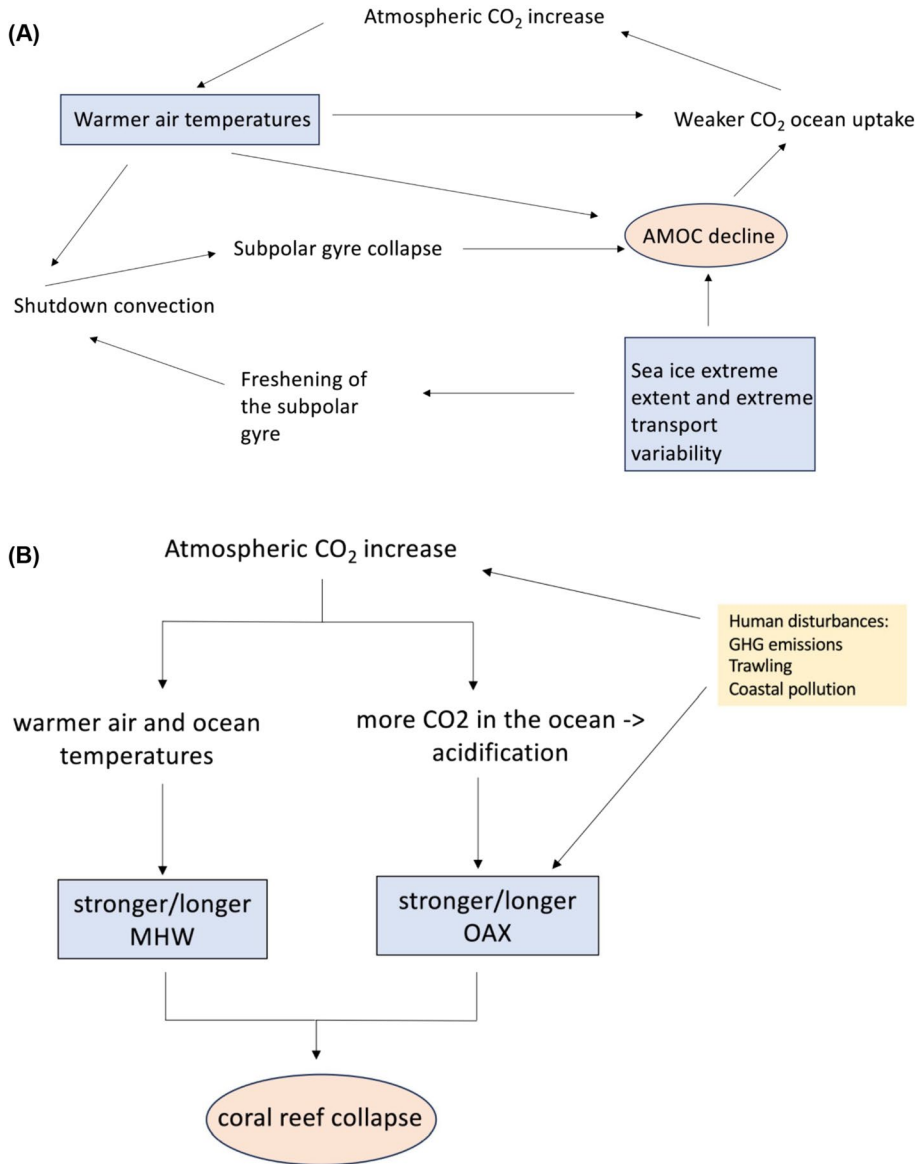 (A)
Atmospheric CO₂ increase
Warmer air temperatures
Weaker CO₂ ocean uptake
AMOC decline
Subpolar gyre collapse
Shutdown convection
Freshening of
the subpolar
gyre
Sea ice extreme
extent and extreme
transport
variability
(B)
Atmospheric CO₂ increase
Human disturbances:
GHG emissions
Trawling
Coastal pollution
warmer air and ocean
temperatures
more CO2 in the ocean ->
acidification
stronger/longer
MHW
stronger/longer
OAX
coral reef collapse